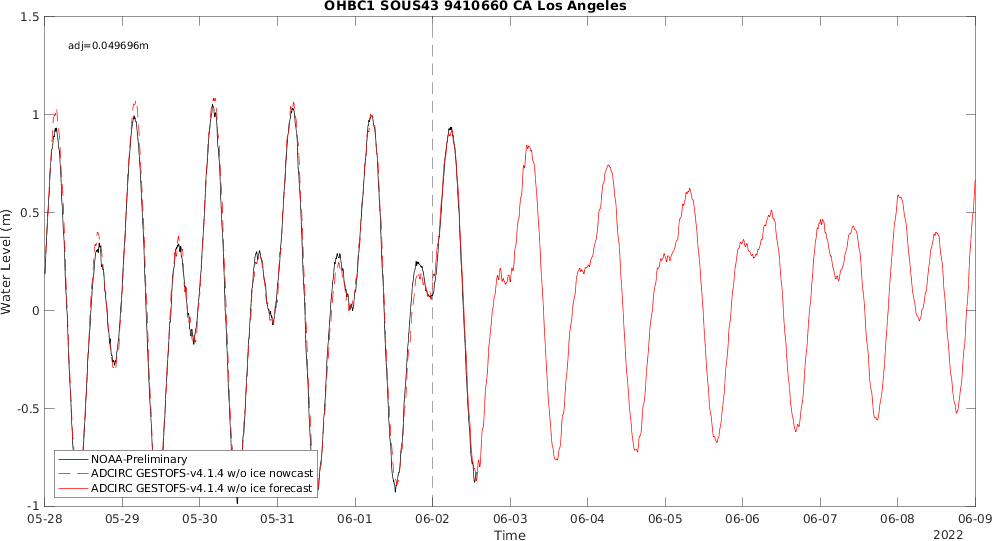 OHBC1 SOUS43 9410660 CA Los Angeles
adj=0.049696m
Water Level (m)
1.5
1
0.5
0
-0.5
-1
NOAA-Preliminary
ADCIRC GESTOFS-v4.1.4 w/o ice nowcast
ADCIRC GESTOFS-v4.1.4 w/o ice forecast
05-28 05-29 05-30 05-31 06-01 06-02 06-03 06-04 06-05 06-06 06-07 06-08 06-09
Time
2022